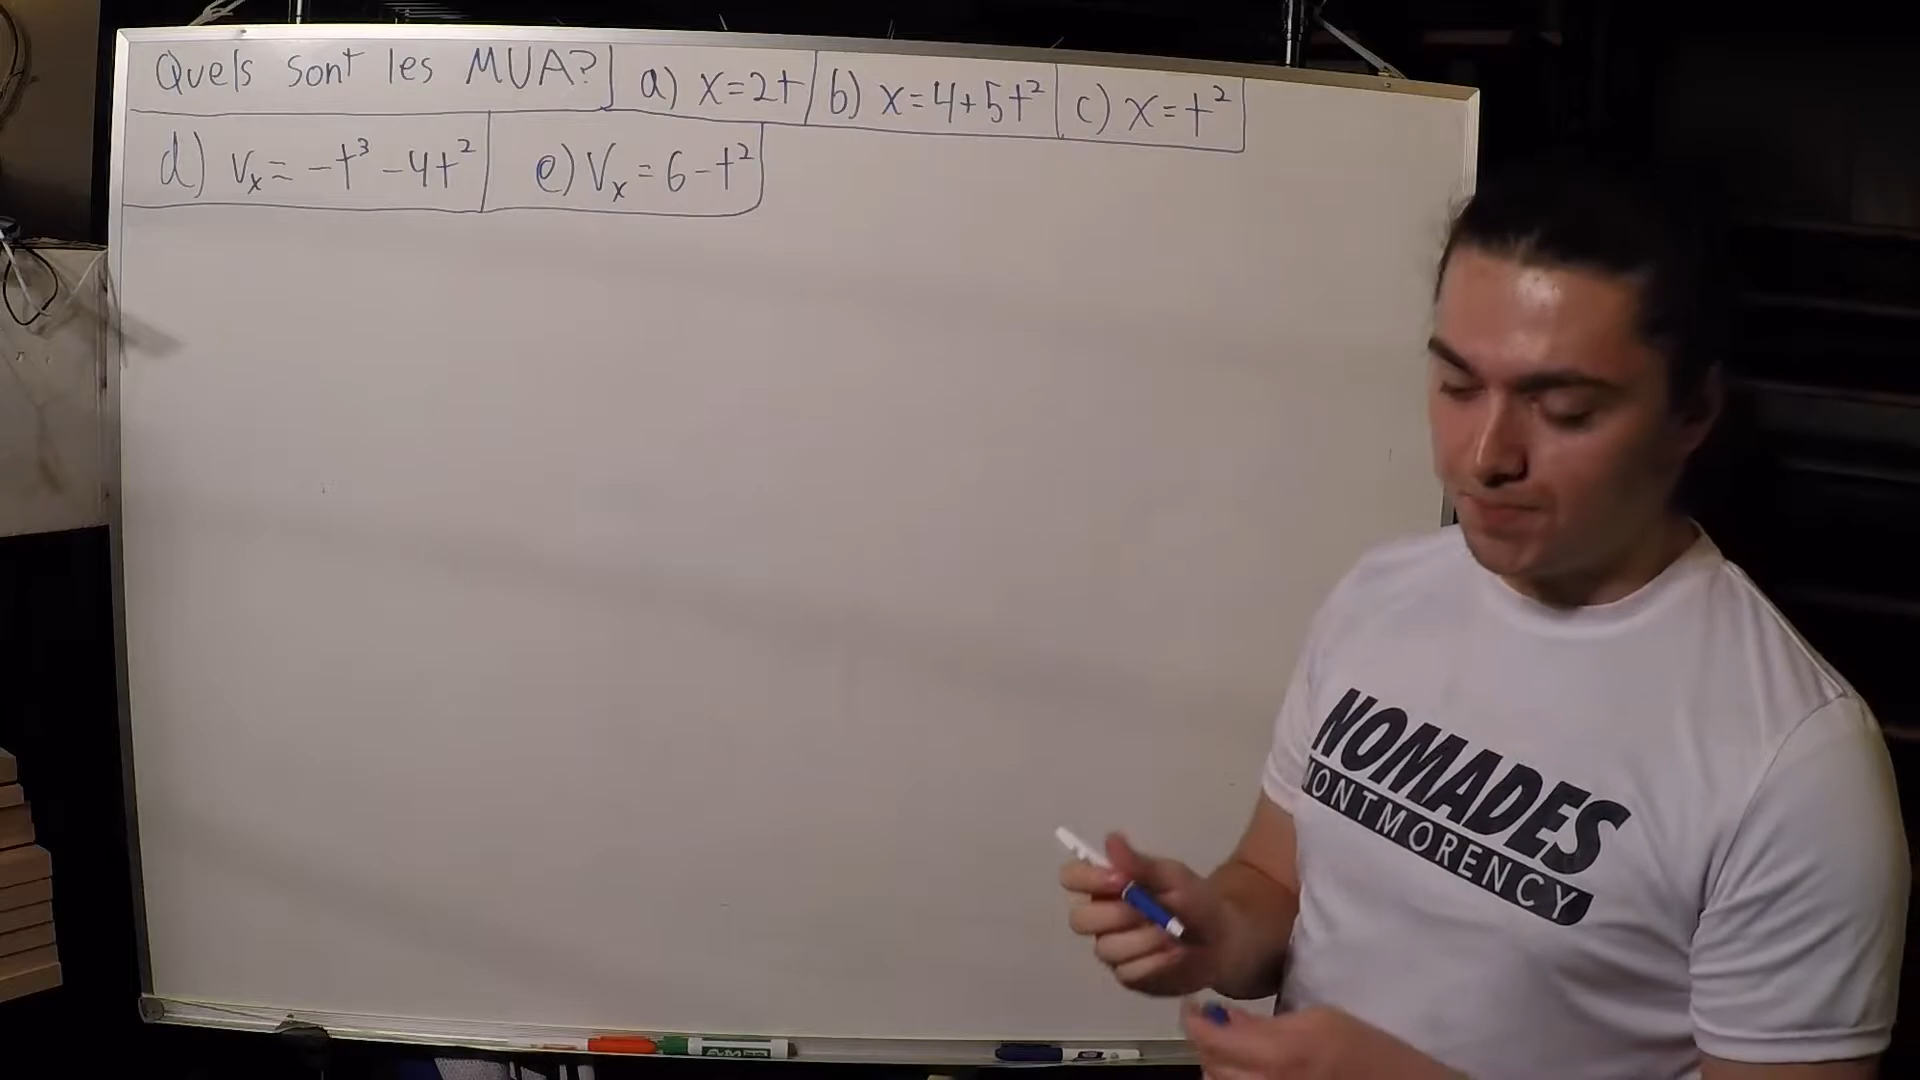 Quels sont les MUA? a) x=2t b) x=4+5t² c) x=t²
d) vₓ= -t³ -4t² e) Vₓ=6-t²
NOMADES
MONTMORENCY